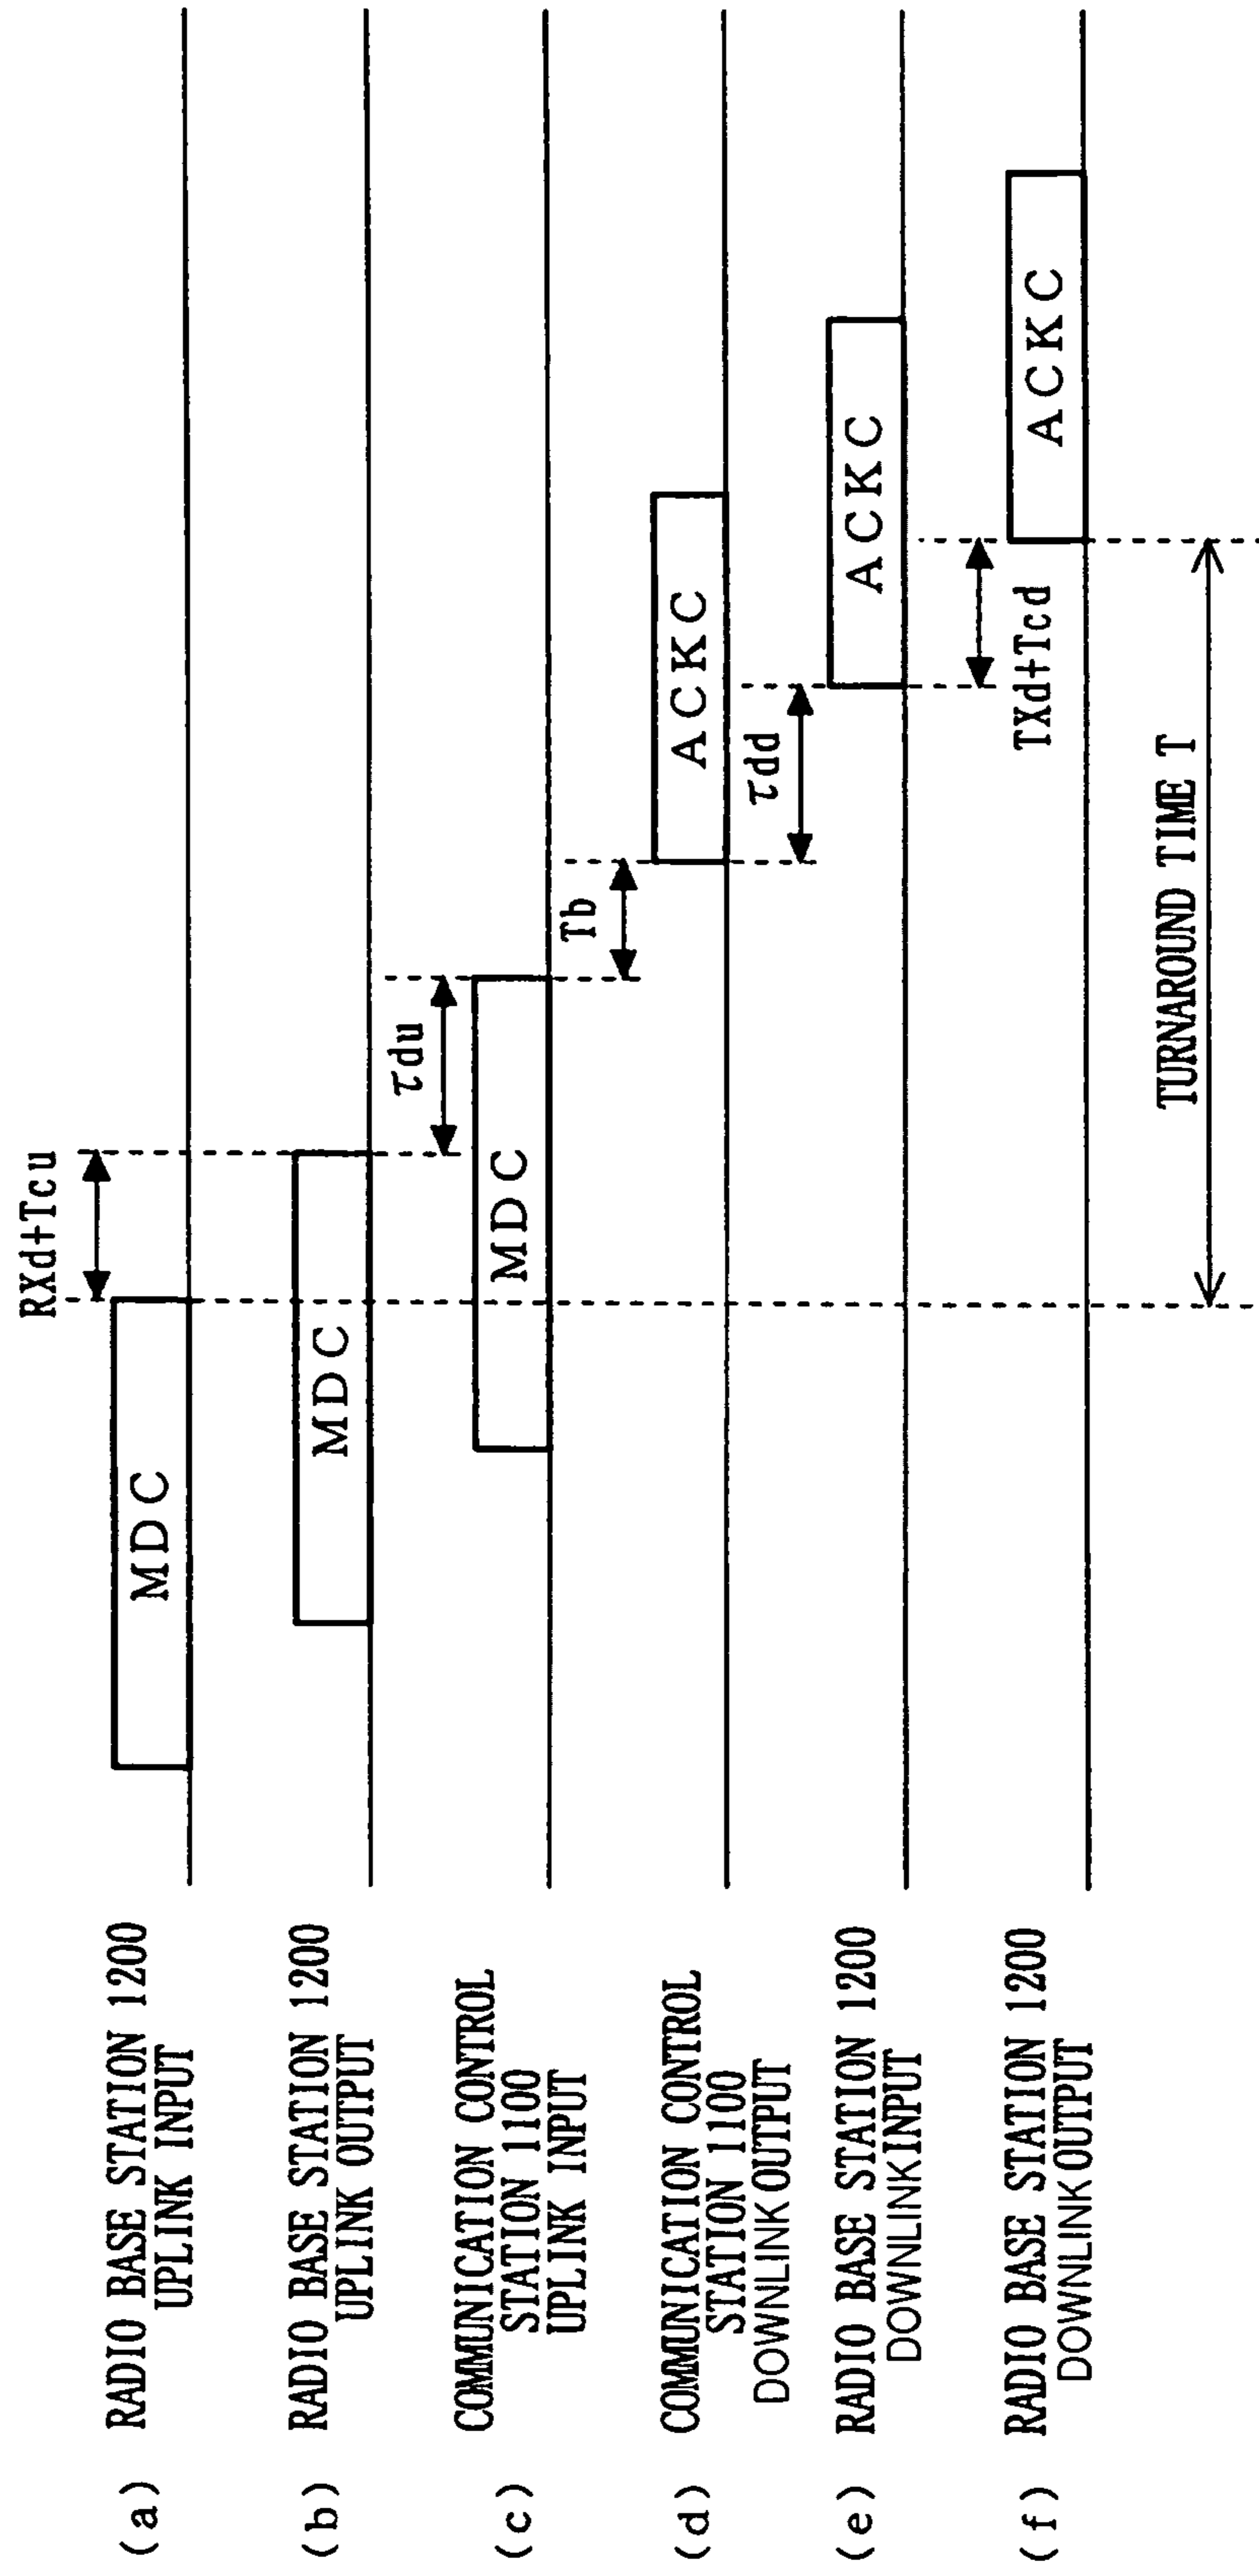 (a) RADIO BASE STATION 1200
UPLINK INPUT
MDC
RXd+Tcu
(b) RADIO BASE STATION 1200
UPLINK OUTPUT
MDC
τdu
(c) COMMUNICATION CONTROL
STATION 1100
UPLINK INPUT
MDC
Tb
(d) COMMUNICATION CONTROL
STATION 1100
DOWNLINK OUTPUT
ACKC
τdd
(e) RADIO BASE STATION 1200
DOWNLINK INPUT
ACKC
TXd+Tcd
(f) RADIO BASE STATION 1200
DOWNLINK OUTPUT
ACKC
TURNAROUND TIME T